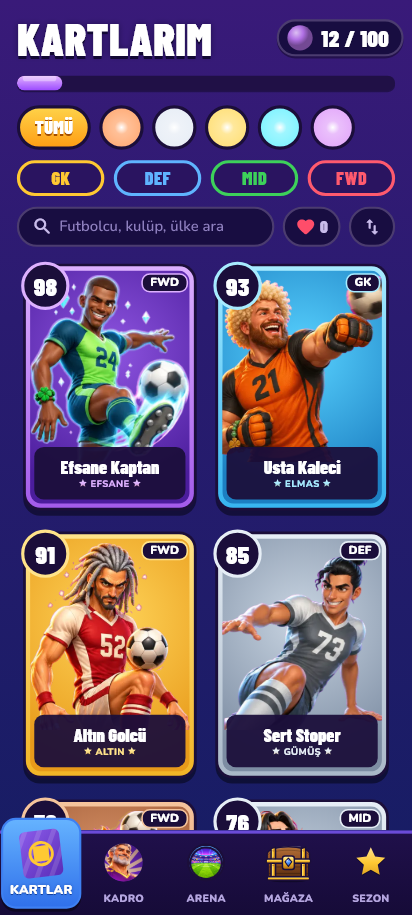 KARTLARIM
12 / 100
TÜMÜ
GK DEF MID FWD
Futbolcu, kulüp, ülke ara
0
98 FWD
24
Efsane Kaptan
★ EFSANE ★
93 GK
21
Usta Kaleci
★ ELMAS ★
91 FWD
52
Altın Golcü
★ ALTIN ★
85 DEF
73
Sert Stoper
★ GÜMÜŞ ★
FWD
76 MID
KARTLAR
KADRO
ARENA
MAĞAZA
SEZON